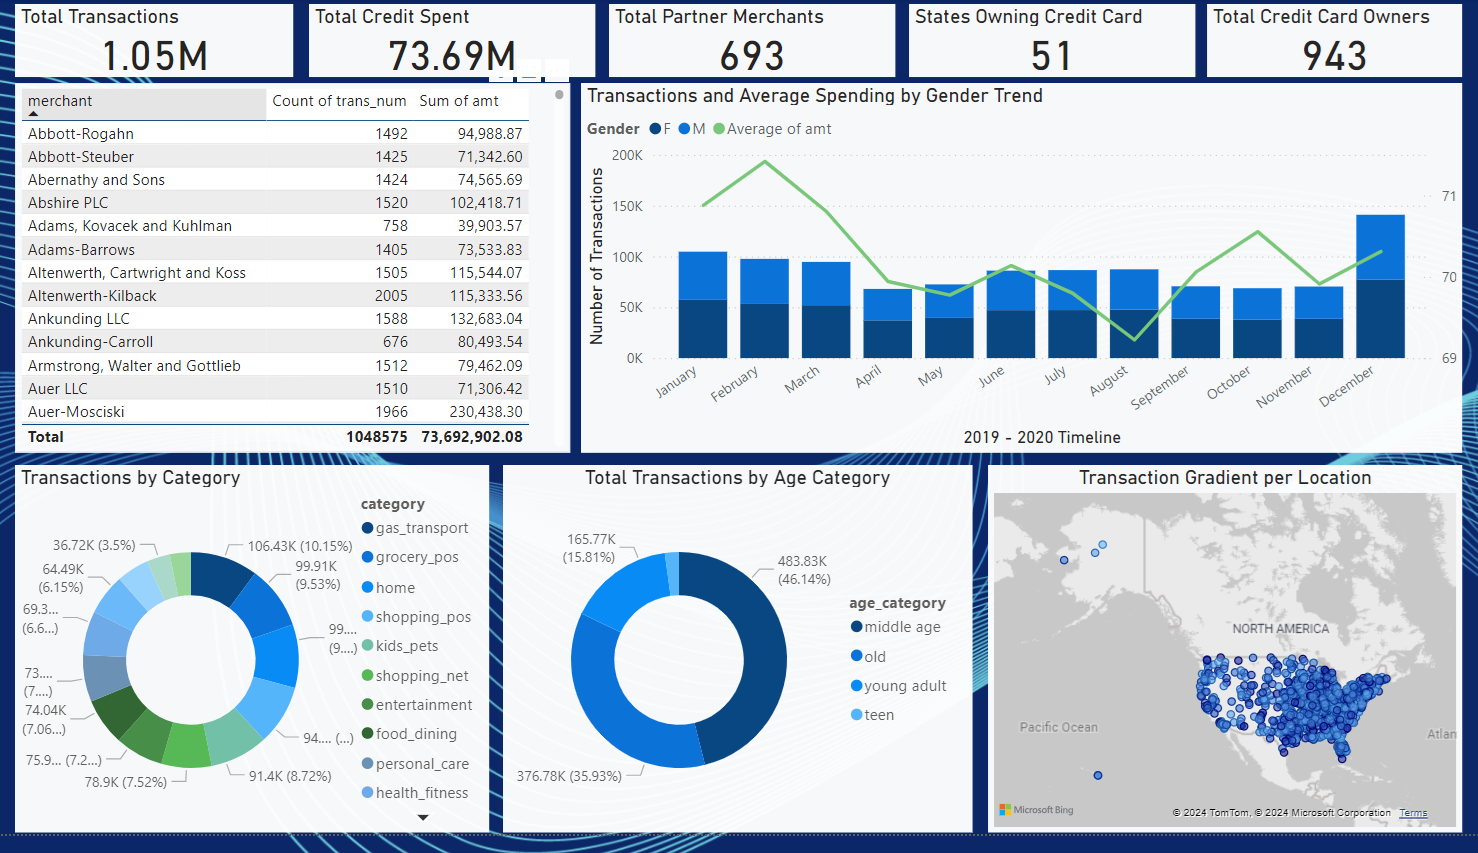 Total Transactions
1.05M
Total Credit Spent
73.69M
Total Partner Merchants
693
States Owning Credit Card
51
Total Credit Card Owners
943
merchant Count of trans_num Sum of amt
Abbott-Rogahn 1492 94,988.87
Abbott-Steuber 1425 71,342.60
Abernathy and Sons 1424 74,565.69
Abshire PLC 1520 102,418.71
Adams, Kovacek and Kuhlman 758 39,903.57
Adams-Barrows 1405 73,533.83
Altenwerth, Cartwright and Koss 1505 115,544.07
Altenwerth-Kilback 2005 115,333.56
Ankunding LLC 1588 132,683.04
Ankunding-Carroll 676 80,493.54
Armstrong, Walter and Gottlieb 1512 79,462.09
Auer LLC 1510 71,306.42
Auer-Mosciski 1966 230,438.30
Total 1048575 73,692,902.08
Transactions and Average Spending by Gender Trend
Gender F M Average of amt
Number of Transactions
200K
150K
100K
50K
0K
71
70
69
January February March April May June July August September October November December
2019 - 2020 Timeline
Transactions by Category
106.43K (10.15%)
99.91K
(9.53%)
99....
(9....)
94.... (...)
91.4K (8.72%)
78.9K (7.52%)
75.9... (7.2...)
74.04K
(7.06...)
73....
(7....)
69.3...
(6.6...)
64.49K
(6.15%)
36.72K (3.5%)
category
gas_transport
grocery_pos
home
shopping_pos
kids_pets
shopping_net
entertainment
food_dining
personal_care
health_fitness
Total Transactions by Age Category
165.77K
(15.81%)
483.83K
(46.14%)
376.78K (35.93%)
age_category
middle age
old
young adult
teen
Transaction Gradient per Location
NORTH AMERICA
Pacific Ocean
Atlan
Microsoft Bing
© 2024 TomTom, © 2024 Microsoft Corporation Terms